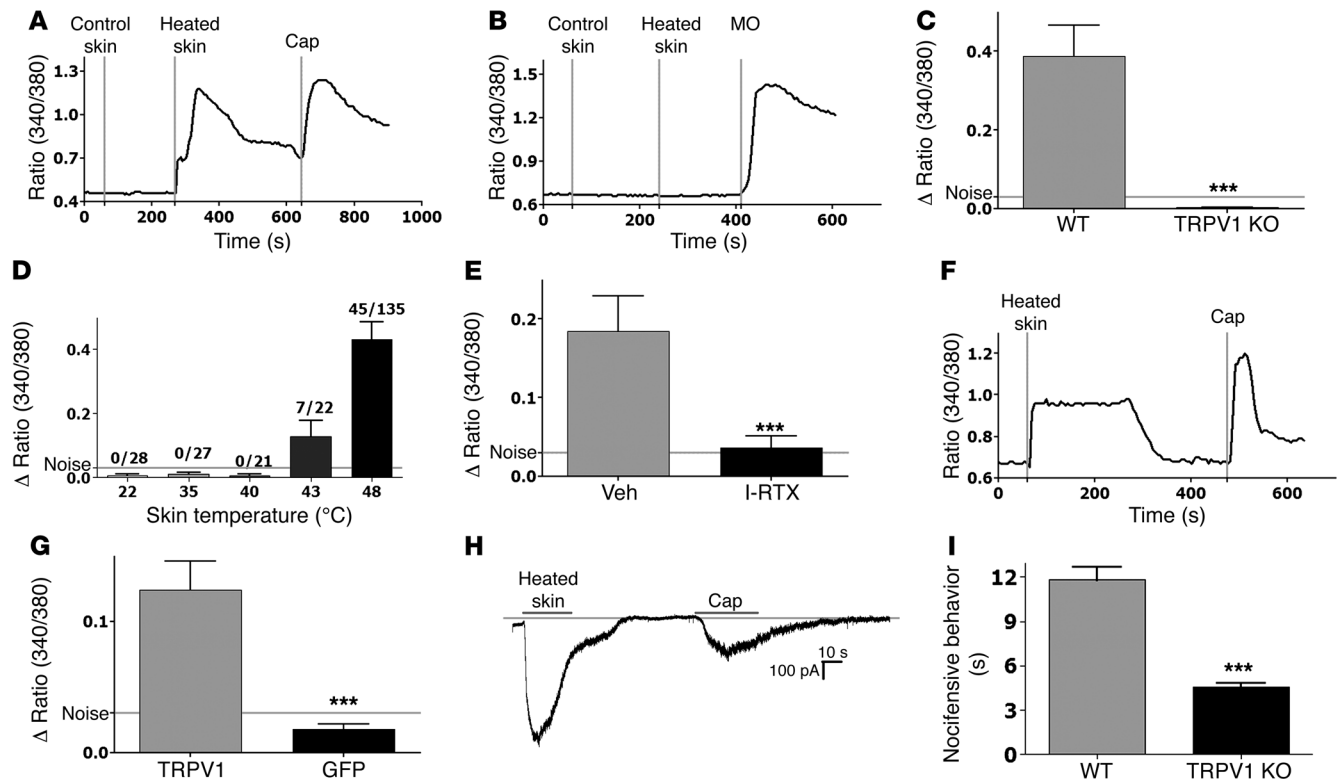 A
Control
skin
Heated
skin
Cap
Ratio (340/380)
1.3
1.0
0.7
0.4
0 200 400 600 800 1000
Time (s)
B
Control
skin
Heated
skin
MO
Ratio (340/380)
1.5
1.2
0.9
0.6
0 200 400 600
Time (s)
C
Δ Ratio (340/380)
0.4
0.2
Noise
0.0
***
WT TRPV1 KO
D
Δ Ratio (340/380)
0.4
0.2
Noise
0.0
0/28 0/27 0/21 7/22 45/135
22 35 40 43 48
Skin temperature (°C)
E
Δ Ratio (340/380)
0.2
0.1
Noise
0.0
***
Veh I-RTX
F
Heated
skin
Cap
Ratio (340/380)
1.2
1.0
0.8
0.6
0 200 400 600
Time (s)
G
Δ Ratio (340/380)
0.1
Noise
0.0
***
TRPV1 GFP
H
Heated
skin
Cap
10 s
100 pA
I
Nocifensive behavior
(s)
12
9
6
3
0
***
WT TRPV1 KO